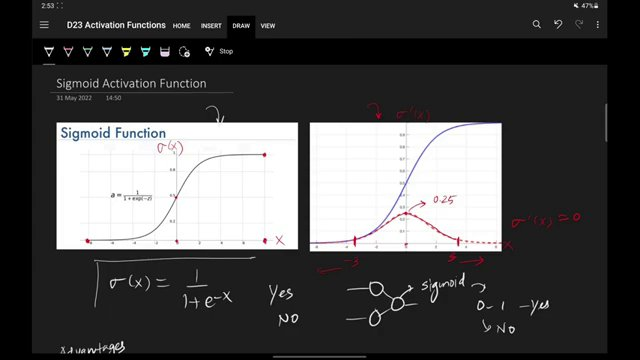 2:53
47%
D23 Activation Functions
HOME INSERT DRAW VIEW
Stop
Sigmoid Activation Function
31 May 2022 14:50
Sigmoid Function
σ(x)
a = 1/(1+exp(-z))
x
σ'(x)
0.25
σ'(x) = 0
x
-3
σ(x) = 1/(1+e-x)
Yes
NO
sigmoid
0-1 -Yes
NO
Advantages